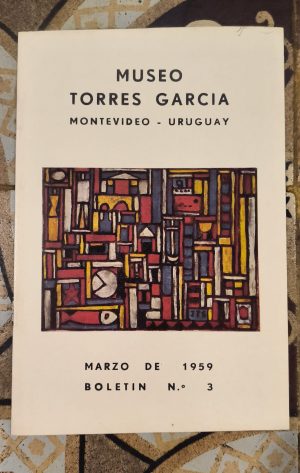 MUSEO
TORRES GARCIA
MONTEVIDEO - URUGUAY
MARZO DE 1959
BOLETIN N.º 3